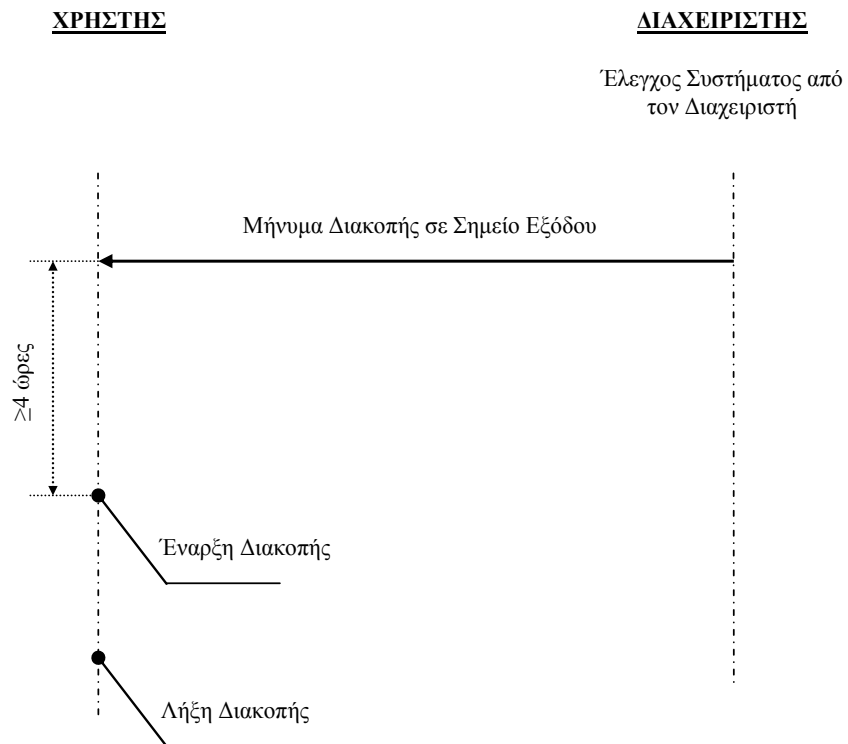 ΧΡΗΣΤΗΣ
ΔΙΑΧΕΙΡΙΣΤΗΣ
Έλεγχος Συστήματος από
τον Διαχειριστή
Μήνυμα Διακοπής σε Σημείο Εξόδου
≥4 ώρες
Έναρξη Διακοπής
Λήξη Διακοπής